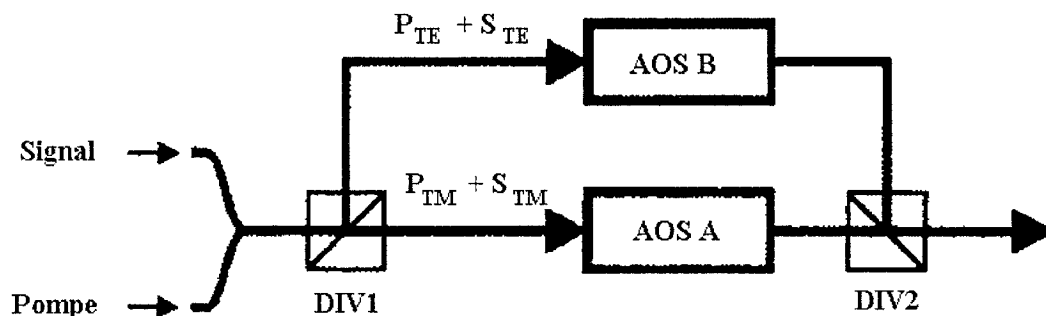 P_TE + S_TE
AOS B
Signal
P_TM + S_TM
AOS A
Pompe
DIV1
DIV2